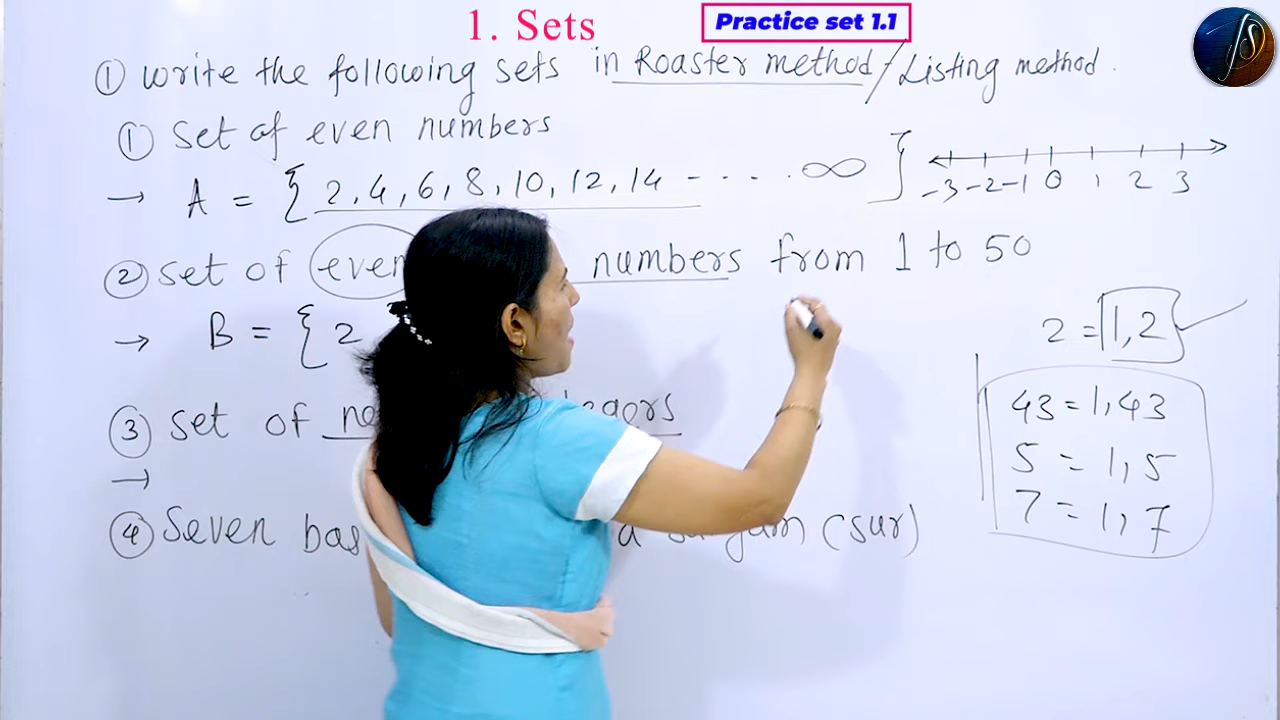 1. Sets
Practice set 1.1
① Write the following sets in Roaster method / Listing method.
① Set of even numbers
→ A = { 2, 4, 6, 8, 10, 12, 14 - - - . . ∞ }
-3 -2 -1 0 1 2 3
② Set of even numbers from 1 to 50
→ B = { 2
2 = 1, 2
43 = 1, 43
5 = 1, 5
7 = 1, 7
③ Set of
→
④ Seven (sur)